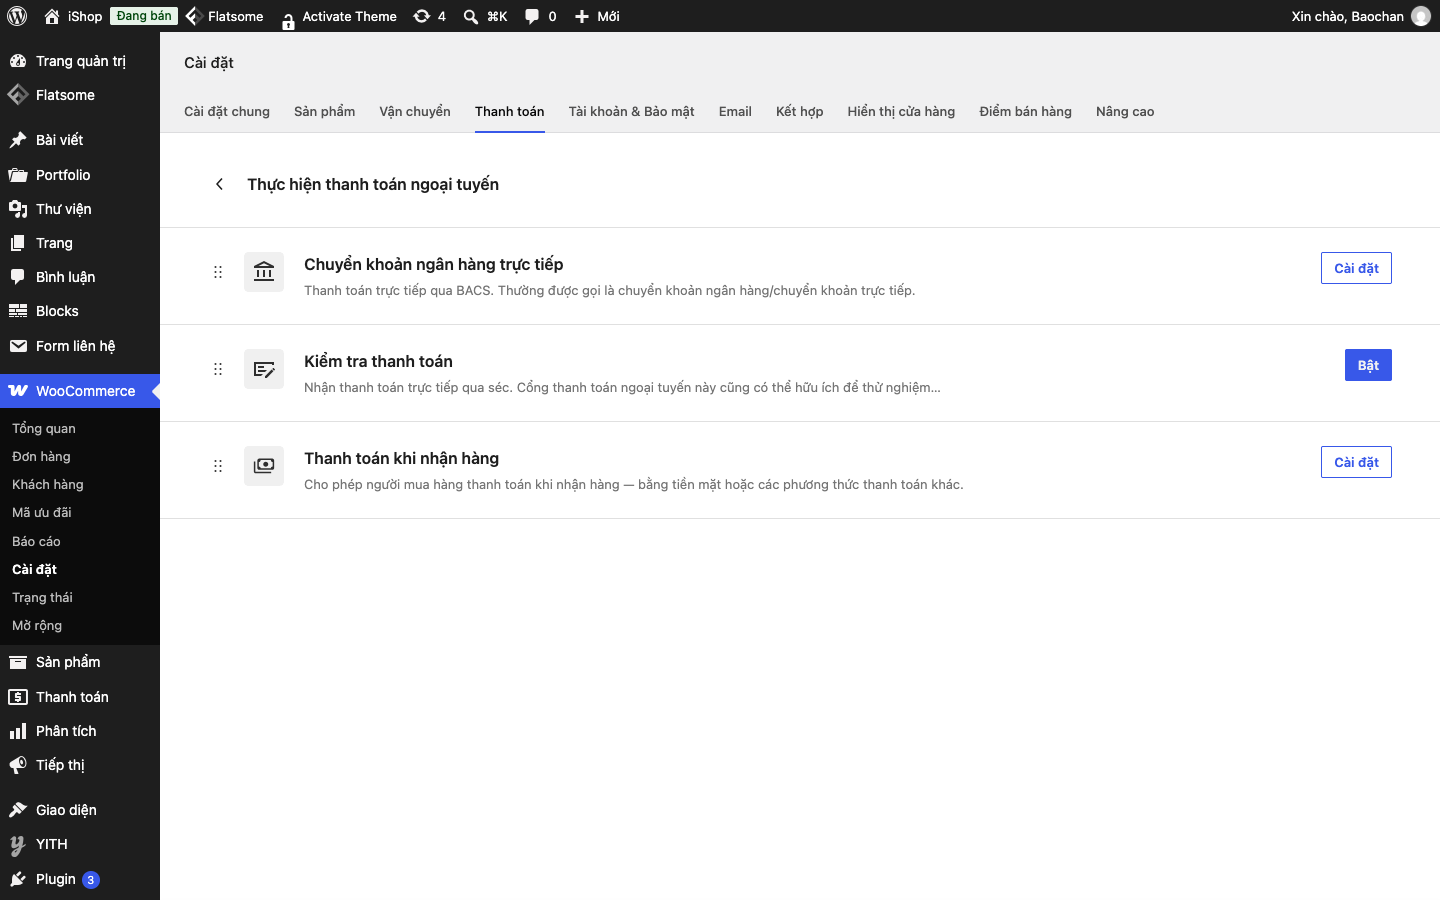 iShop Đang bán Flatsome Activate Theme 4 ⌘K 0 Mới Xin chào, Baochan
Trang quản trị
Flatsome
Bài viết
Portfolio
Thư viện
Trang
Bình luận
Blocks
Form liên hệ
WooCommerce
Tổng quan
Đơn hàng
Khách hàng
Mã ưu đãi
Báo cáo
Cài đặt
Trạng thái
Mở rộng
Sản phẩm
Thanh toán
Phân tích
Tiếp thị
Giao diện
YITH
Plugin 3
Cài đặt
Cài đặt chung Sản phẩm Vận chuyển Thanh toán Tài khoản & Bảo mật Email Kết hợp Hiển thị cửa hàng Điểm bán hàng Nâng cao
Thực hiện thanh toán ngoại tuyến
Chuyển khoản ngân hàng trực tiếp
Thanh toán trực tiếp qua BACS. Thường được gọi là chuyển khoản ngân hàng/chuyển khoản trực tiếp.
Cài đặt
Kiểm tra thanh toán
Nhận thanh toán trực tiếp qua séc. Cổng thanh toán ngoại tuyến này cũng có thể hữu ích để thử nghiệm...
Bật
Thanh toán khi nhận hàng
Cho phép người mua hàng thanh toán khi nhận hàng — bằng tiền mặt hoặc các phương thức thanh toán khác.
Cài đặt